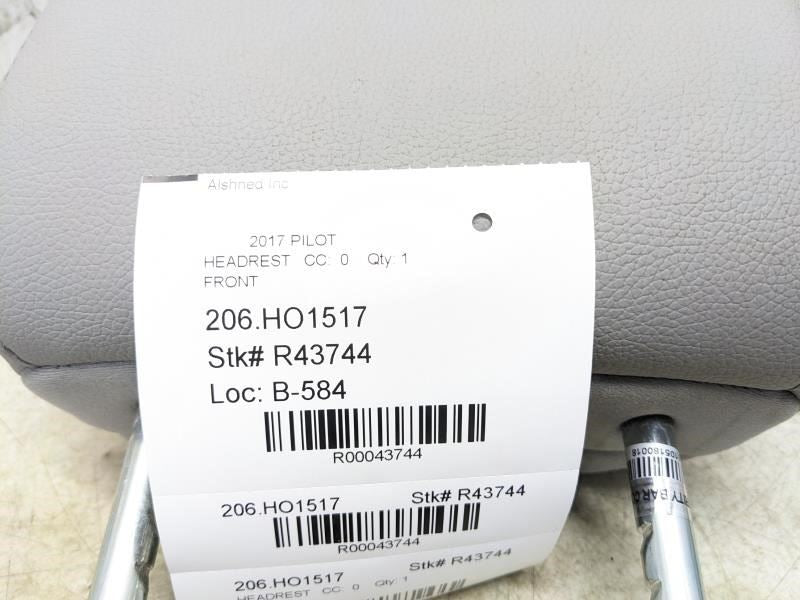 Alshned Inc
2017 PILOT
HEADREST CC: 0 Qty: 1
FRONT
206.HO1517
Stk# R43744
Loc: B-584
R00043744
206.HO1517 Stk# R43744
R00043744
206.HO1517 Stk# R43744
HEADREST CC: 0 Qty: 1